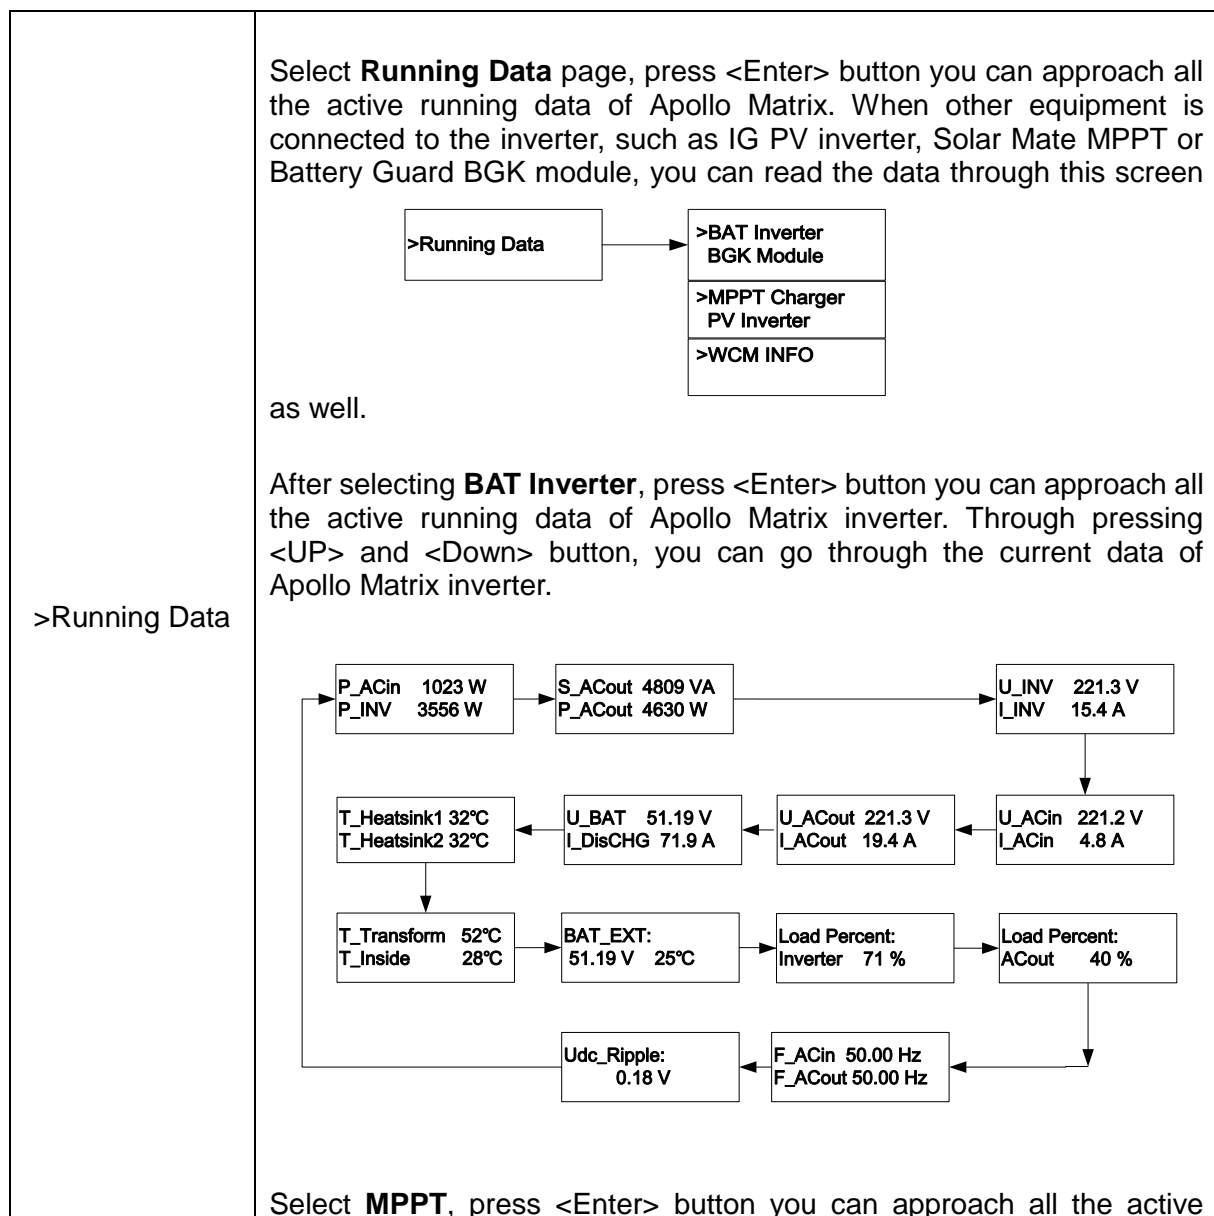 Select Running Data page, press <Enter> button you can approach all
the active running data of Apollo Matrix. When other equipment is
connected to the inverter, such as IG PV inverter, Solar Mate MPPT or
Battery Guard BGK module, you can read the data through this screen
>Running Data
>BAT Inverter
BGK Module
>MPPT Charger
PV Inverter
>WCM INFO
as well.
After selecting BAT Inverter, press <Enter> button you can approach all
the active running data of Apollo Matrix inverter. Through pressing
<UP> and <Down> button, you can go through the current data of
Apollo Matrix inverter.
>Running Data
P_ACin 1023 W
P_INV 3556 W
S_ACout 4809 VA
P_ACout 4630 W
U_INV 221.3 V
I_INV 15.4 A
T_Heatsink1 32℃
T_Heatsink2 32℃
U_BAT 51.19 V
I_DisCHG 71.9 A
U_ACout 221.3 V
I_ACout 19.4 A
U_ACin 221.2 V
I_ACin 4.8 A
T_Transform 52℃
T_Inside 28℃
BAT_EXT:
51.19 V 25℃
Load Percent:
Inverter 71 %
Load Percent:
ACout 40 %
Udc_Ripple:
0.18 V
F_ACin 50.00 Hz
F_ACout 50.00 Hz
Select MPPT, press <Enter> button you can approach all the active